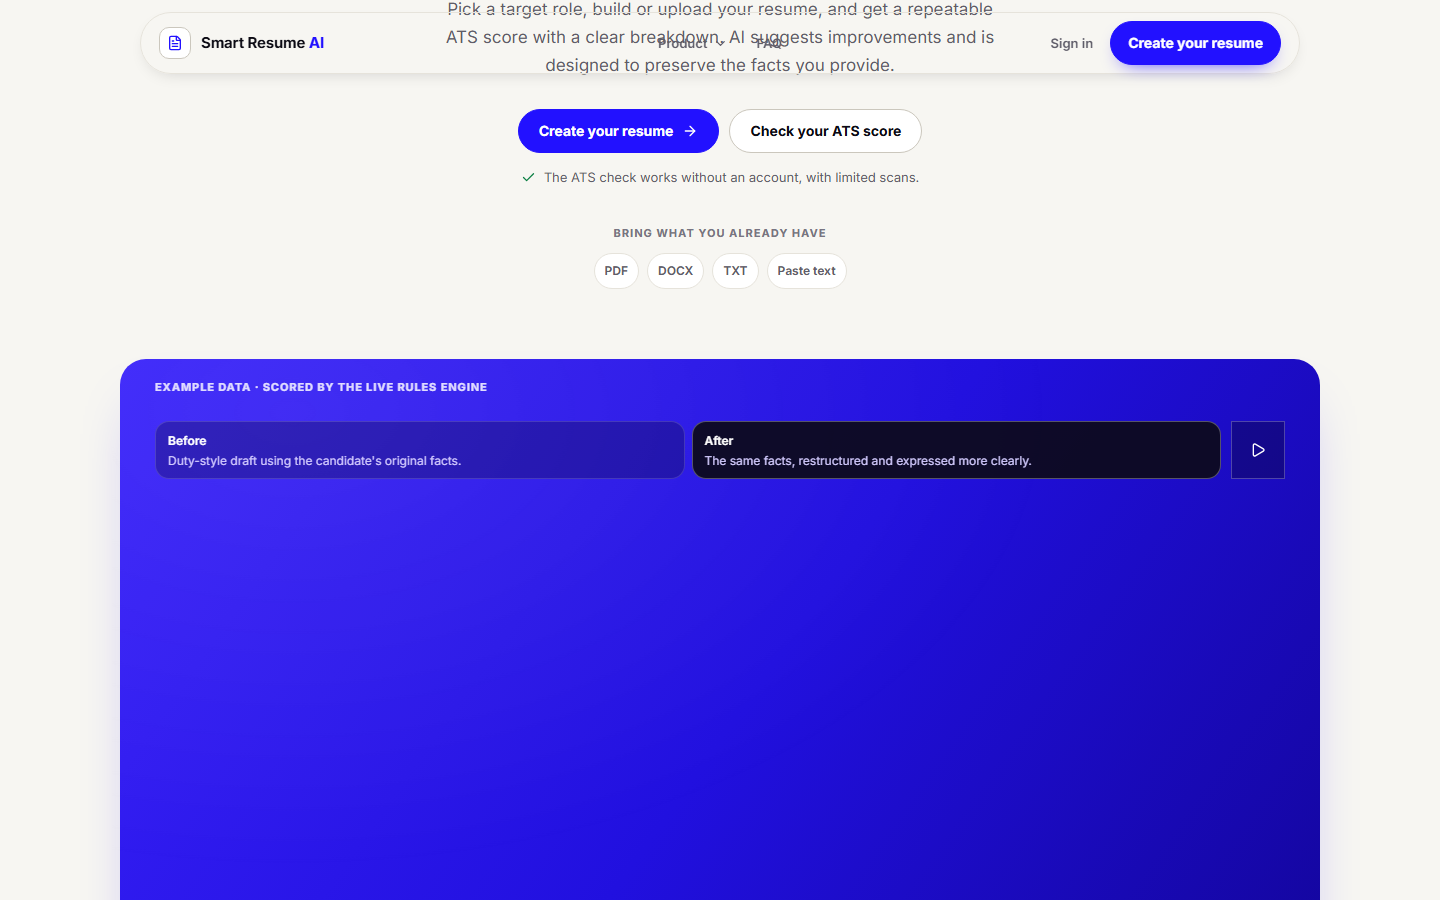 Pick a target role, build or upload your resume, and get a repeatable
ATS score with a clear breakdown. AI suggests improvements and is
designed to preserve the facts you provide.
Smart Resume AI
Product
FAQ
Sign in
Create your resume
Create your resume
Check your ATS score
The ATS check works without an account, with limited scans.
BRING WHAT YOU ALREADY HAVE
PDF
DOCX
TXT
Paste text
EXAMPLE DATA · SCORED BY THE LIVE RULES ENGINE
Before
Duty-style draft using the candidate's original facts.
After
The same facts, restructured and expressed more clearly.